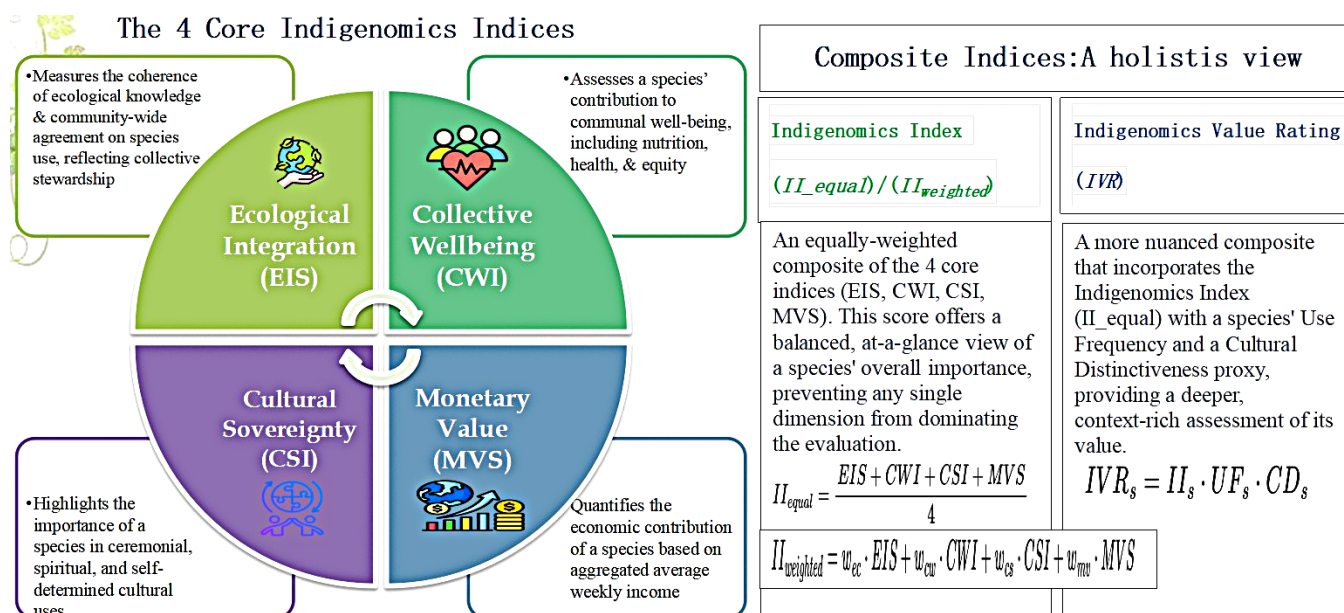 The 4 Core Indigenomics Indices
•Measures the coherence
of ecological knowledge
& community-wide
agreement on species
use, reflecting collective
stewardship
•Assesses a species'
contribution to
communal well-being,
including nutrition,
health, & equity
Ecological
Integration
(EIS)
Collective
Wellbeing
(CWI)
Cultural
Sovereignty
(CSI)
Monetary
Value
(MVS)
•Highlights the
importance of a
species in ceremonial,
spiritual, and self-
determined cultural
uses
Quantifies the
economic contribution
of a species based on
aggregated average
weekly income
Composite Indices:A holistis view
Indigenomics Index
(II_equal)/(II_weighted)
An equally-weighted
composite of the 4 core
indices (EIS, CWI, CSI,
MVS). This score offers a
balanced, at-a-glance view of
a species' overall importance,
preventing any single
dimension from dominating
the evaluation.
II_equal = (EIS + CWI + CSI + MVS) / 4
Indigenomics Value Rating
(IVR)
A more nuanced composite
that incorporates the
Indigenomics Index
(II_equal) with a species' Use
Frequency and a Cultural
Distinctiveness proxy,
providing a deeper,
context-rich assessment of its
value.
IVR_s = II_s · UF_s · CD_s
II_weighted = w_ec · EIS + w_cw · CWI + w_cs · CSI + w_mv · MVS